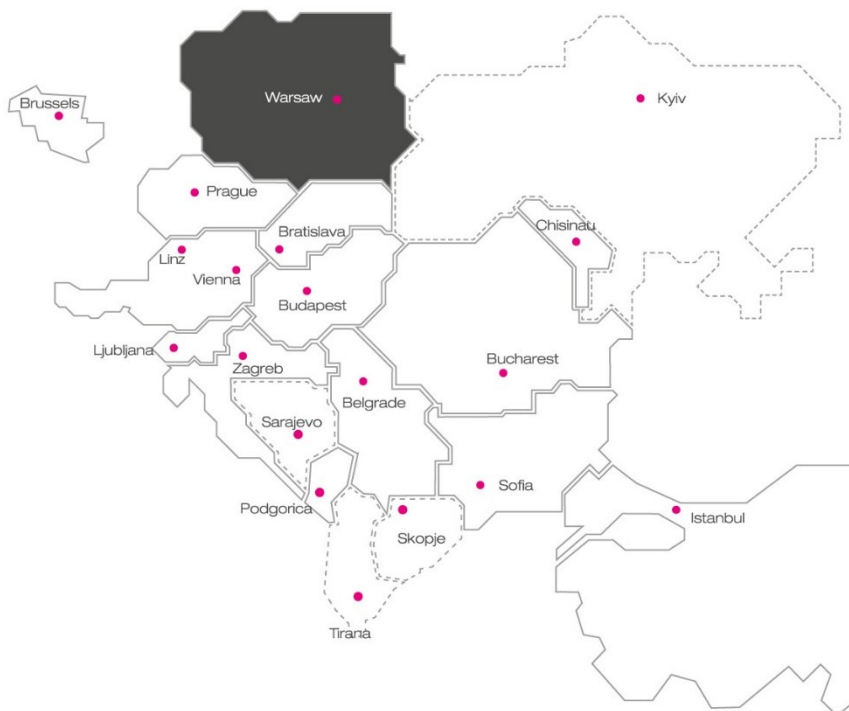 Warsaw
Kyiv
Brussels
Prague
Chisinau
Bratislava
Linz
Vienna
Budapest
Ljubljana
Zagreb
Bucharest
Belgrade
Sarajevo
Sofia
Podgorica
Istanbul
Skopje
Tirana